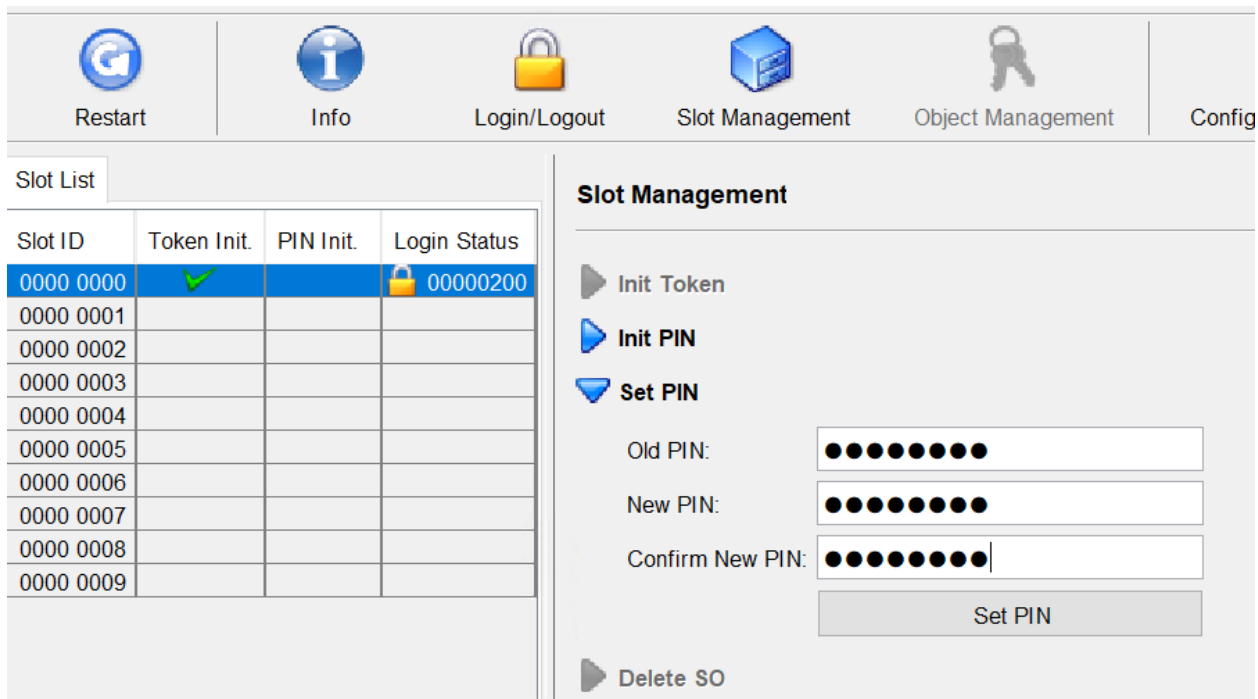 Restart
Info
Login/Logout
Slot Management
Object Management
Config
Slot List
Slot ID
Token Init.
PIN Init.
Login Status
0000 0000
00000200
0000 0001
0000 0002
0000 0003
0000 0004
0000 0005
0000 0006
0000 0007
0000 0008
0000 0009
Slot Management
Init Token
Init PIN
Set PIN
Old PIN:
New PIN:
Confirm New PIN:
Set PIN
Delete SO